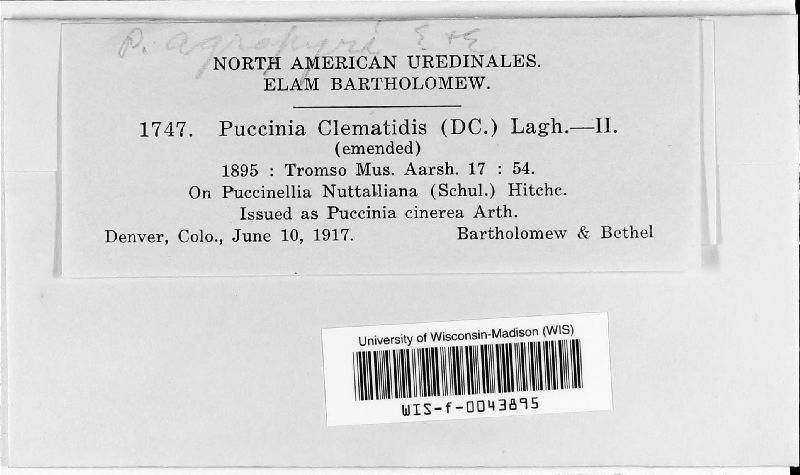 P. agropyri E & E
NORTH AMERICAN UREDINALES.
ELAM BARTHOLOMEW.
1747. Puccinia Clematidis (DC.) Lagh.—II.
(emended)
1895 : Tromso Mus. Aarsh. 17 : 54.
On Puccinellia Nuttalliana (Schul.) Hitchc.
Issued as Puccinia cinerea Arth.
Denver, Colo., June 10, 1917. Bartholomew & Bethel
University of Wisconsin-Madison (WIS)
WIS-f-0043895